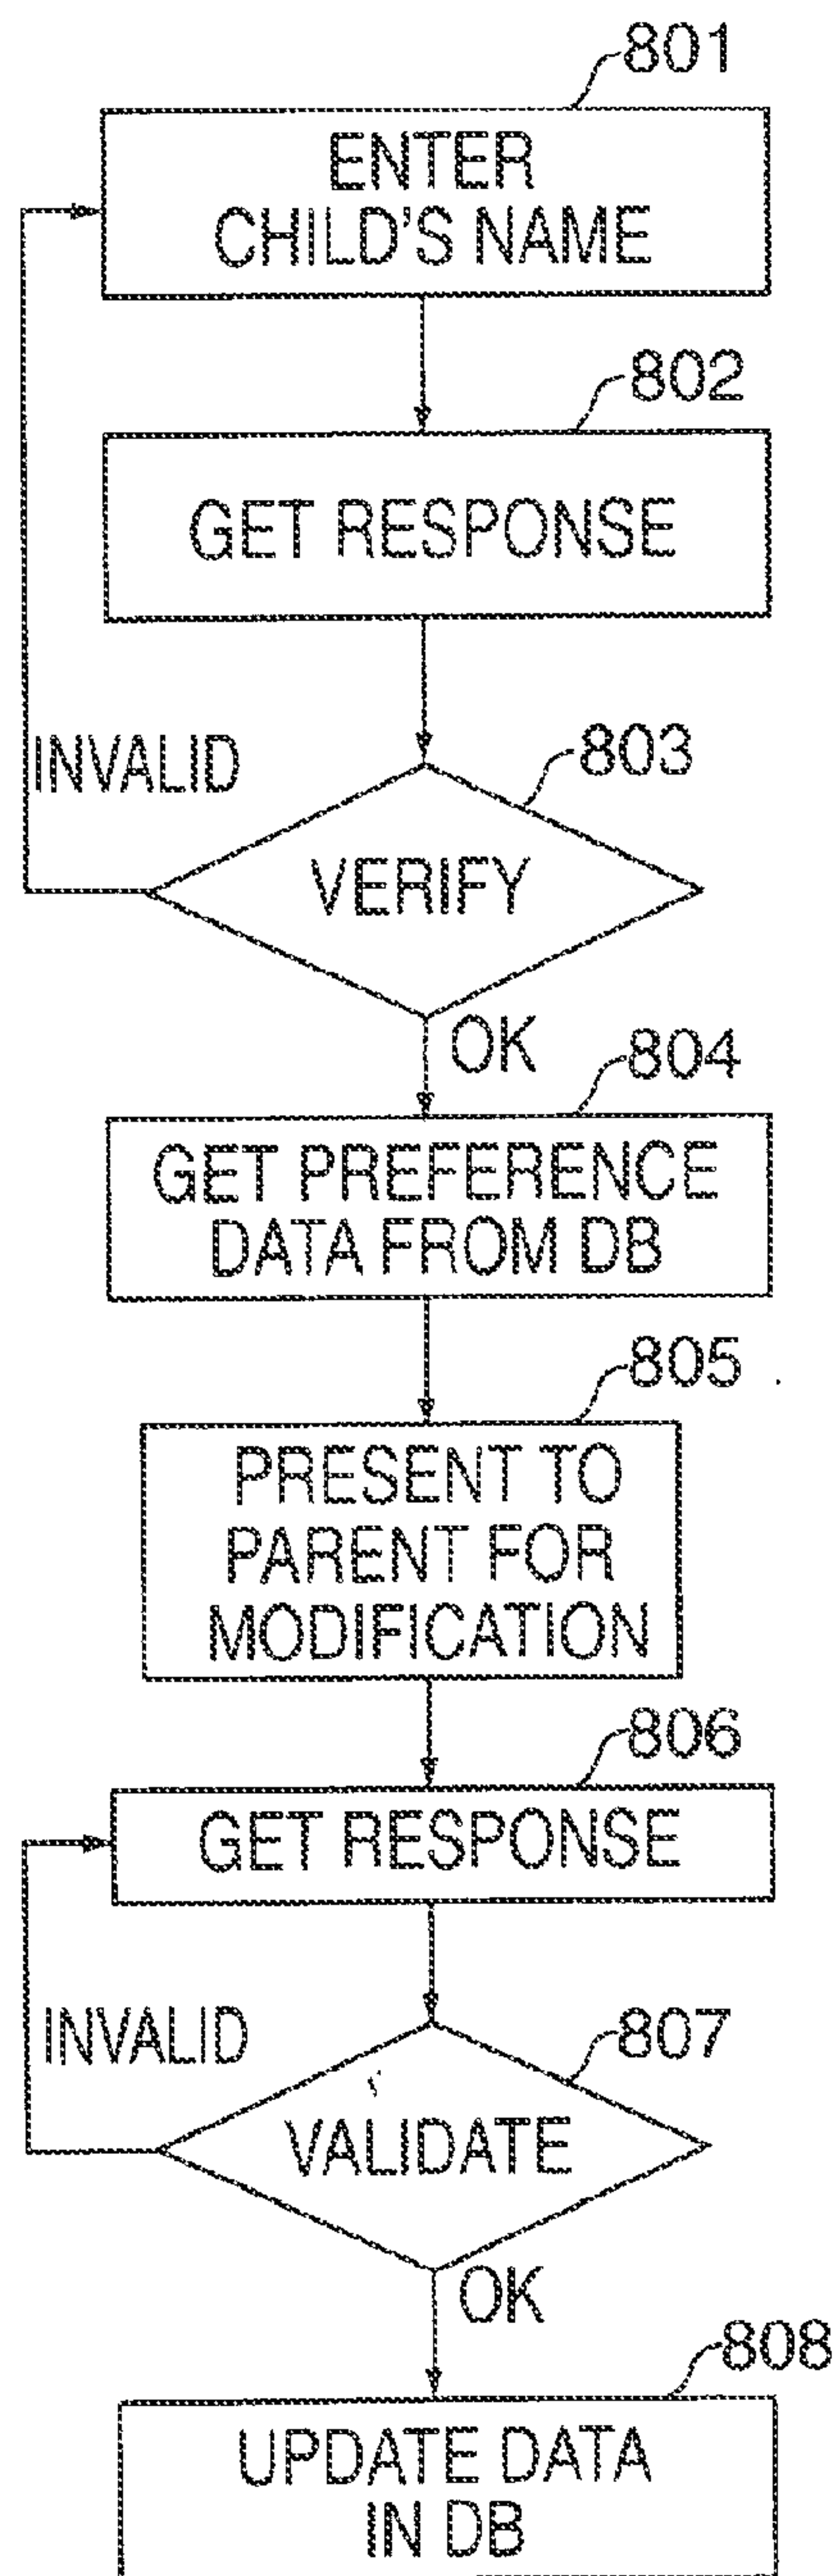 801
ENTER
CHILD'S NAME
802
GET RESPONSE
803
INVALID
VERIFY
OK
804
GET PREFERENCE
DATA FROM DB
805
PRESENT TO
PARENT FOR
MODIFICATION
806
GET RESPONSE
807
INVALID
VALIDATE
OK
808
UPDATE DATA
IN DB